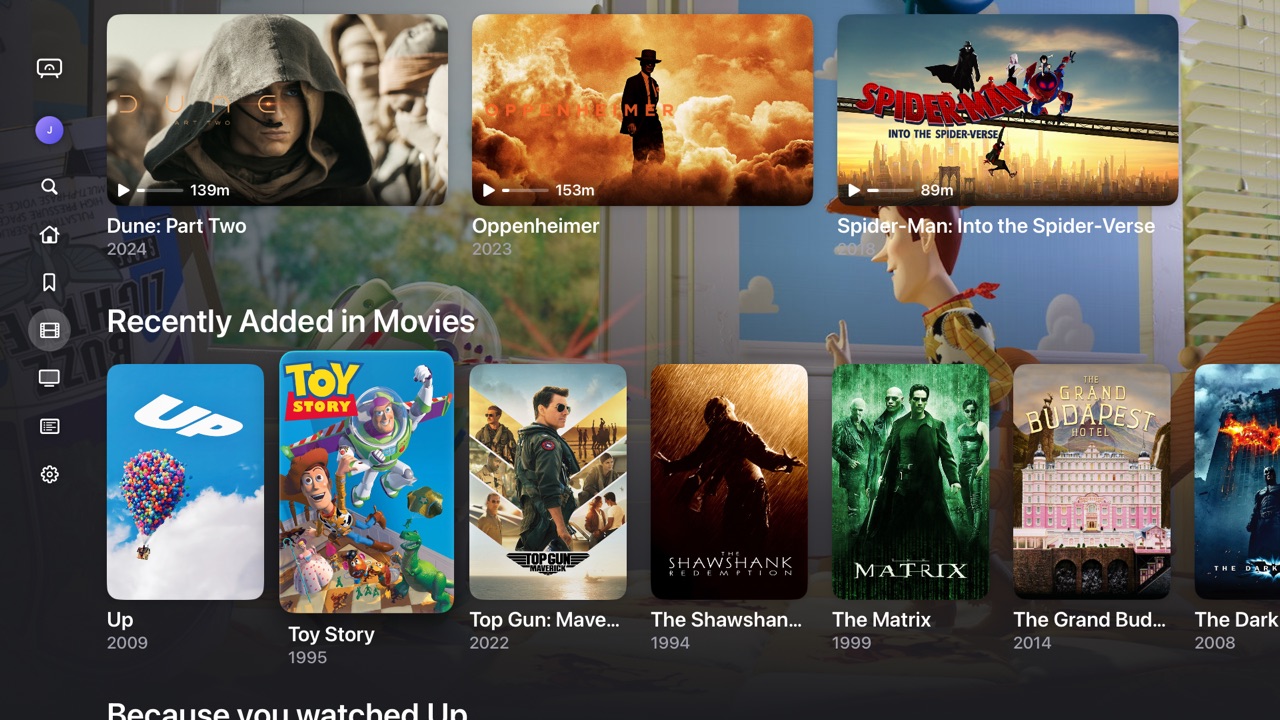 J
DUNE
PART TWO
139m
OPPENHEIMER
153m
SPIDER-MAN
INTO THE SPIDER-VERSE
89m
Dune: Part Two
2024
Oppenheimer
2023
Spider-Man: Into the Spider-Verse
2018
Recently Added in Movies
UP
TOY
STORY
TOP GUN
MAVERICK
THE
SHAWSHANK
REDEMPTION
THE
MATRIX
THE
GRAND
BUDAPEST
HOTEL
THE DARK
Up
2009
Toy Story
1995
Top Gun: Mave...
2022
The Shawshan...
1994
The Matrix
1999
The Grand Bud...
2014
The Dark
2008
Because you watched Up